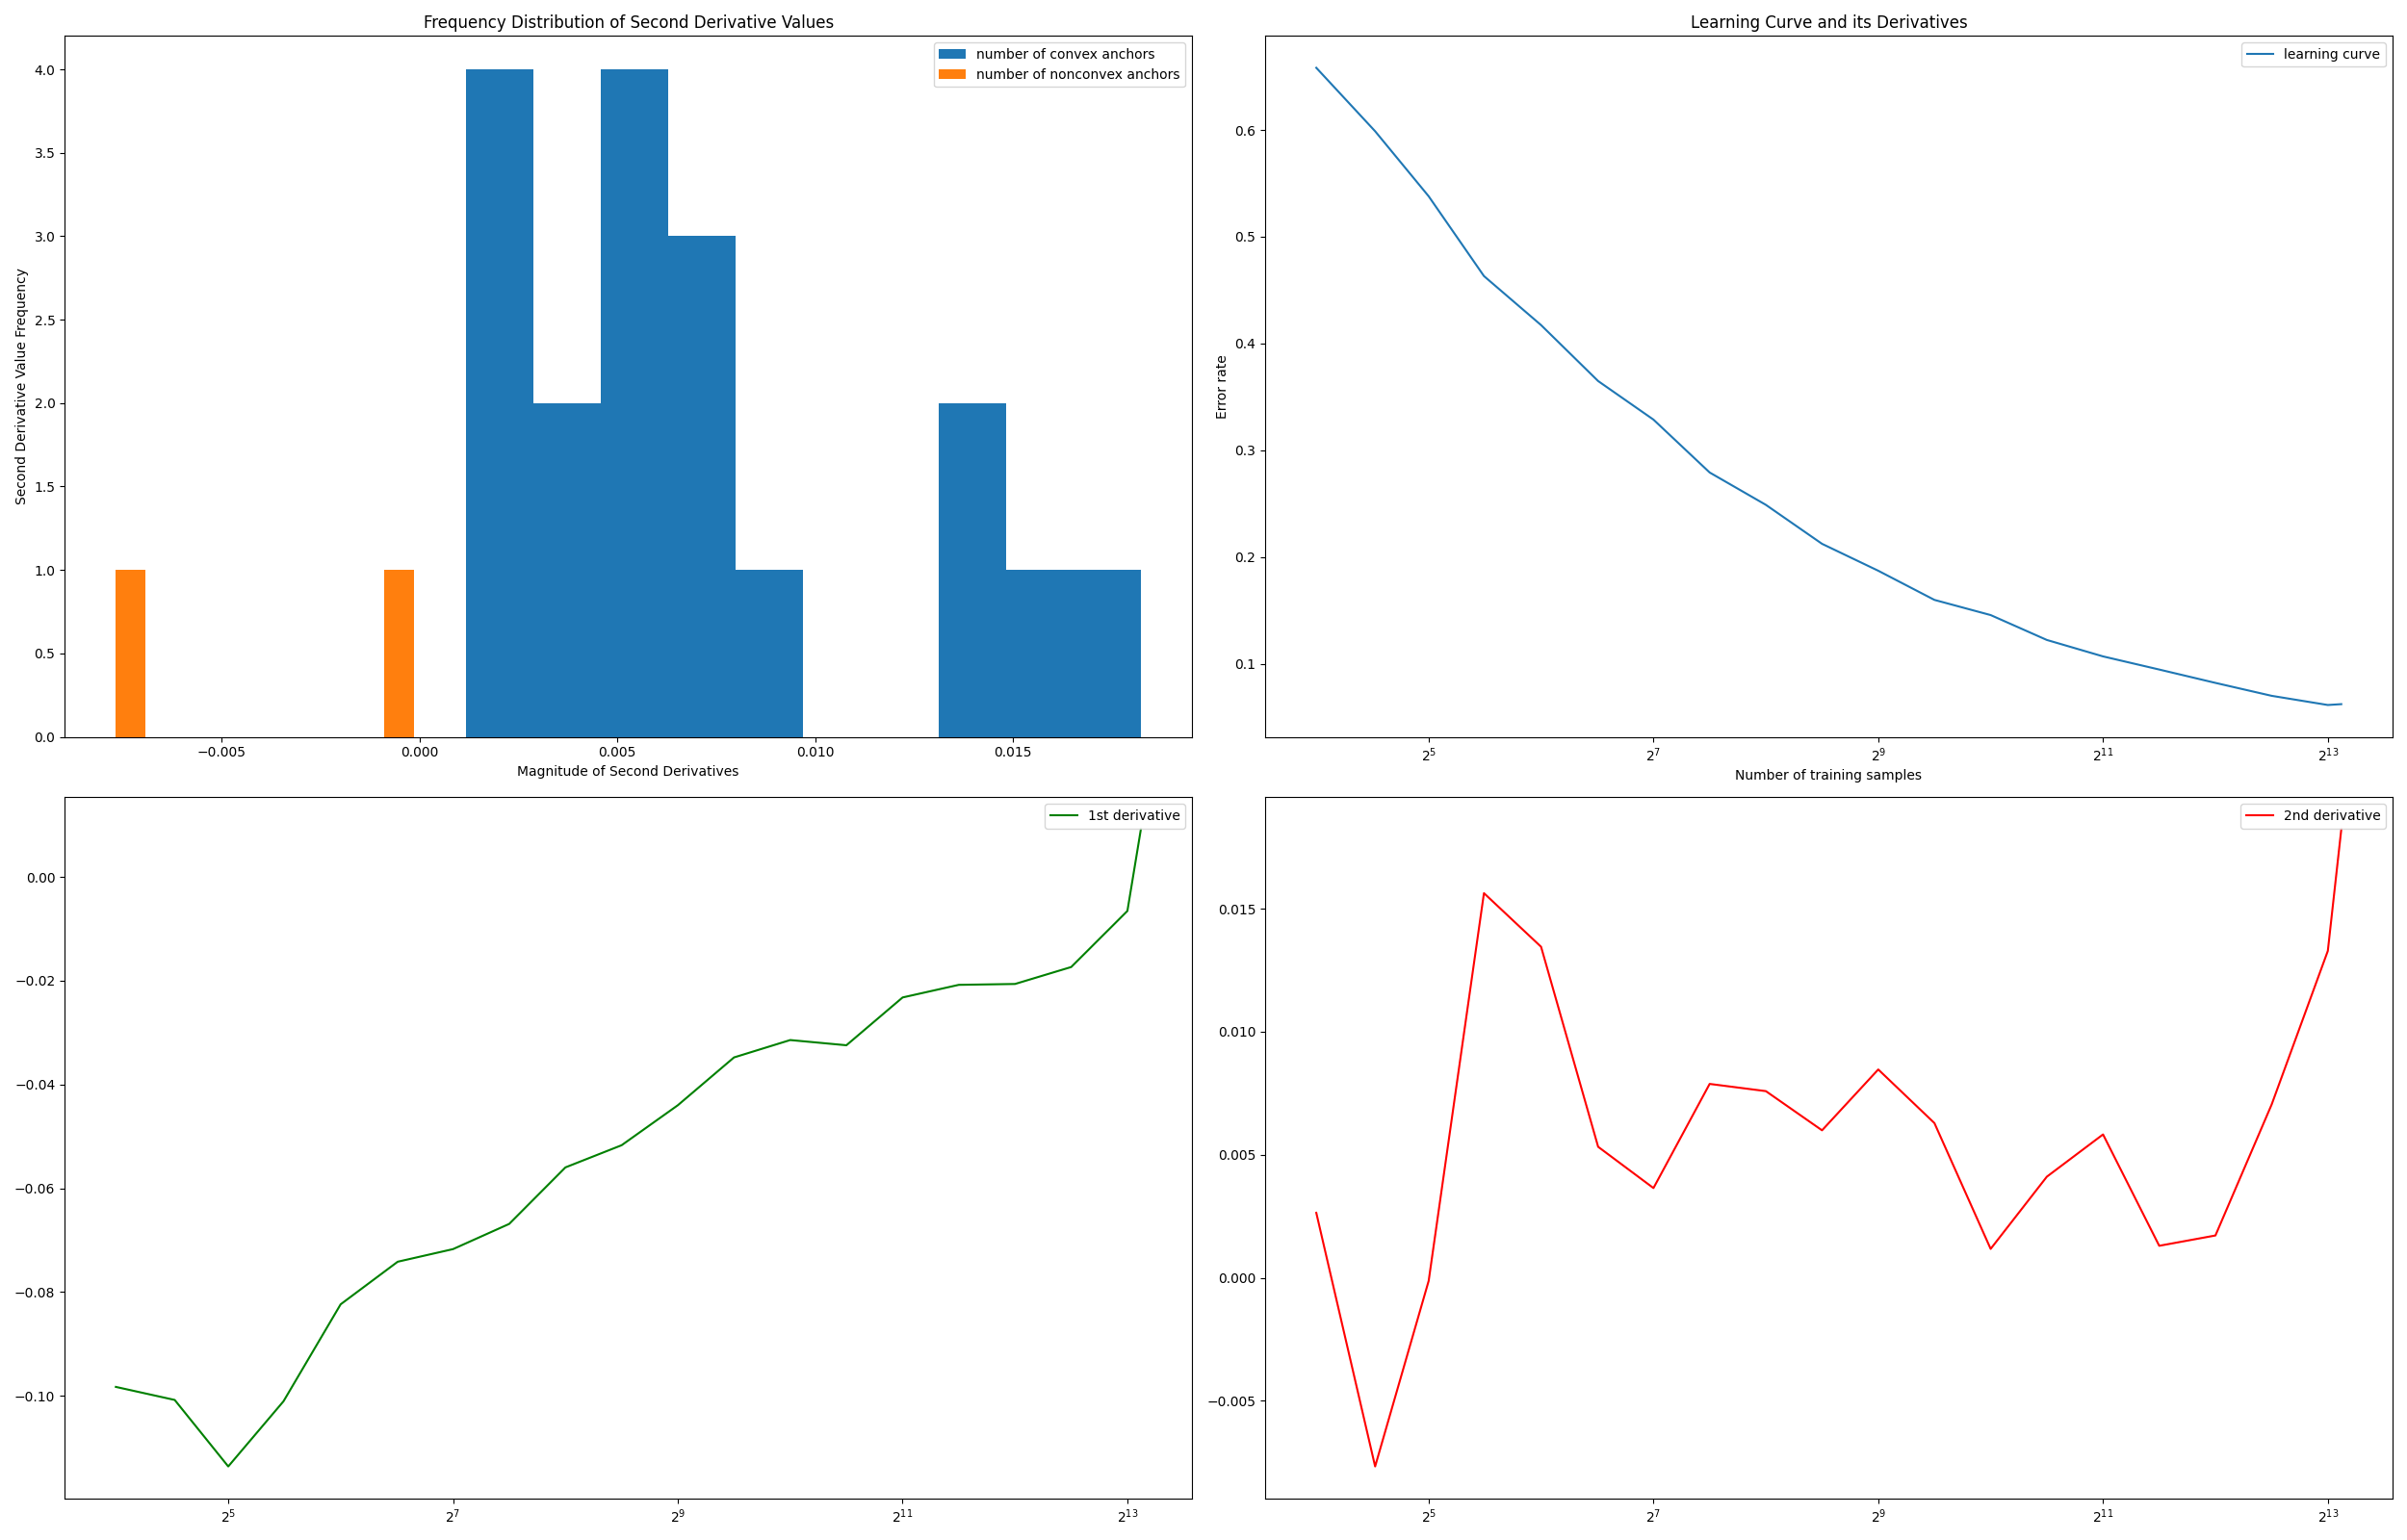 Frequency Distribution of Second Derivative Values
number of convex anchors
number of nonconvex anchors
4.0
3.5
3.0
2.5
2.0
1.5
1.0
0.5
0.0
Second Derivative Value Frequency
−0.005 0.000 0.005 0.010 0.015
Magnitude of Second Derivatives
Learning Curve and its Derivatives
learning curve
0.6
0.5
0.4
0.3
0.2
0.1
Error rate
2^5 2^7 2^9 2^11 2^13
Number of training samples
1st derivative
0.00
−0.02
−0.04
−0.06
−0.08
−0.10
2^5 2^7 2^9 2^11 2^13
2nd derivative
0.015
0.010
0.005
0.000
−0.005
2^5 2^7 2^9 2^11 2^13